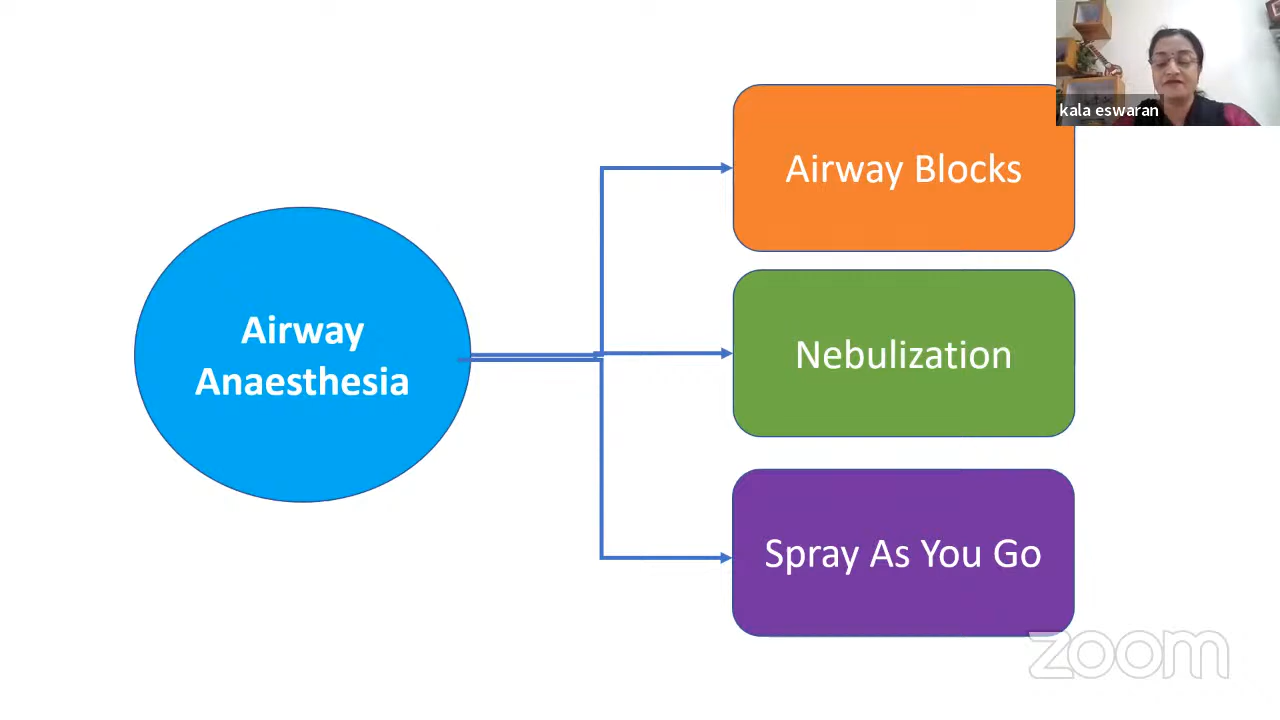 kala eswaran
Airway Blocks
Airway
Anaesthesia
Nebulization
Spray As You Go
zoom